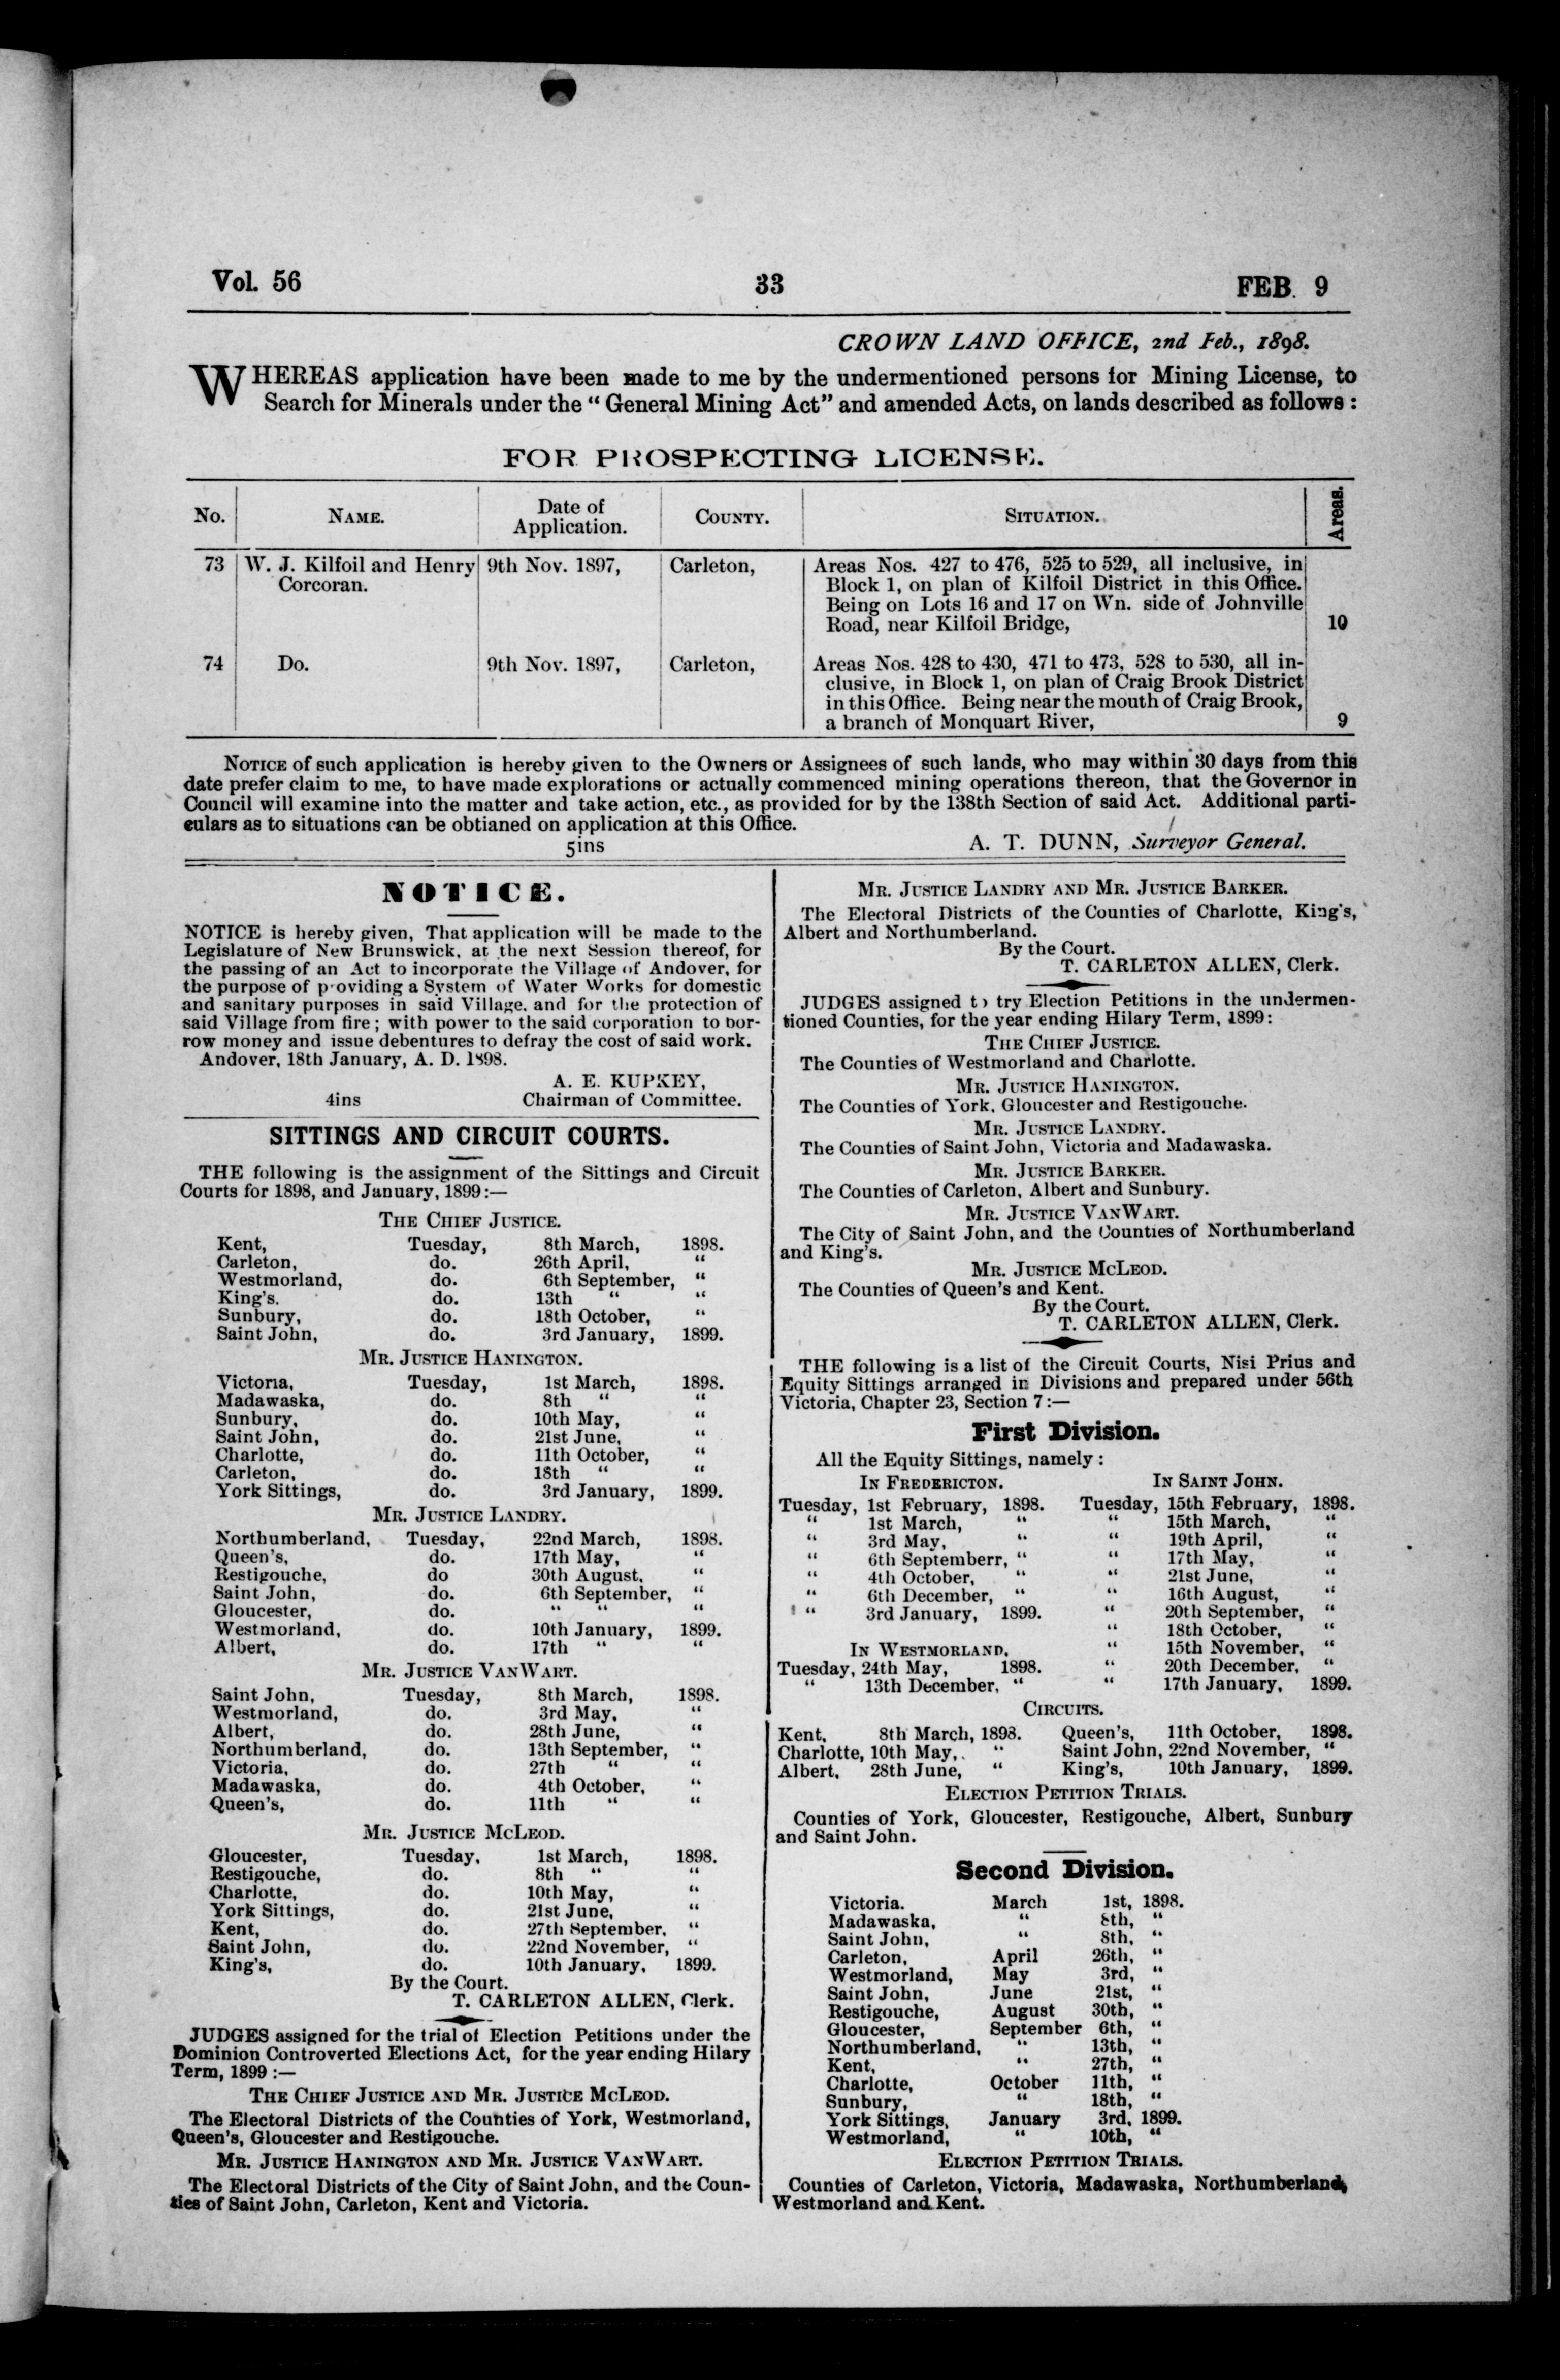 Vol. 56 33 FEB. 9
CROWN LAND OFFICE, 2nd Feb., 1898.
WHEREAS application have been made to me by the undermentioned persons for Mining License, to
Search for Minerals under the “ General Mining Act” and amended Acts, on lands described as follows :
FOR PROSPECTING LICENSE.
No. NAME. Date of Application. COUNTY. SITUATION. Areas.
73 W. J. Kilfoil and Henry 9th Nov. 1897, Carleton, Areas Nos. 427 to 476, 525 to 529, all inclusive, in
Corcoran. Block 1, on plan of Kilfoil District in this Office.
Being on Lots 16 and 17 on Wn. side of Johnville
Road, near Kilfoil Bridge, 10
74 Do. 9th Nov. 1897, Carleton, Areas Nos. 428 to 430, 471 to 473, 528 to 530, all in-
clusive, in Block 1, on plan of Craig Brook District
in this Office. Being near the mouth of Craig Brook,
a branch of Monquart River, 9
NOTICE of such application is hereby given to the Owners or Assignees of such lands, who may within 30 days from this
date prefer claim to me, to have made explorations or actually commenced mining operations thereon, that the Governor in
Council will examine into the matter and take action, etc., as provided for by the 138th Section of said Act. Additional parti-
culars as to situations can be obtianed on application at this Office.
5ins A. T. DUNN, Surveyor General.
NOTICE.
NOTICE is hereby given, That application will be made to the
Legislature of New Brunswick, at the next Session thereof, for
the passing of an Act to incorporate the Village of Andover, for
the purpose of providing a System of Water Works for domestic
and sanitary purposes in said Village, and for the protection of
said Village from fire ; with power to the said corporation to bor-
row money and issue debentures to defray the cost of said work.
Andover, 18th January, A. D. 1898.
A. E. KUPKEY,
4ins Chairman of Committee.
SITTINGS AND CIRCUIT COURTS.
THE following is the assignment of the Sittings and Circuit
Courts for 1898, and January, 1899 :—
THE CHIEF JUSTICE.
Kent, Tuesday, 8th March, 1898.
Carleton, do. 26th April, “
Westmorland, do. 6th September, “
King's. do. 13th “ “
Sunbury, do. 18th October, “
Saint John, do. 3rd January, 1899.
MR. JUSTICE HANINGTON.
Victoria, Tuesday, 1st March, 1898.
Madawaska, do. 8th “ “
Sunbury, do. 10th May, “
Saint John, do. 21st June, “
Charlotte, do. 11th October, “
Carleton, do. 18th “ “
York Sittings, do. 3rd January, 1899.
MR. JUSTICE LANDRY.
Northumberland, Tuesday, 22nd March, 1898.
Queen's, do. 17th May, “
Restigouche, do 30th August, “
Saint John, do. 6th September, “
Gloucester, do. “ “ “
Westmorland, do. 10th January, 1899.
Albert, do. 17th “ “
MR. JUSTICE VANWART.
Saint John, Tuesday, 8th March, 1898.
Westmorland, do. 3rd May, “
Albert, do. 28th June, “
Northumberland, do. 13th September, “
Victoria, do. 27th “ “
Madawaska, do. 4th October, “
Queen's, do. 11th “ “
MR. JUSTICE MCLEOD.
Gloucester, Tuesday, 1st March, 1898.
Restigouche, do. 8th “ “
Charlotte, do. 10th May, “
York Sittings, do. 21st June, “
Kent, do. 27th September, “
Saint John, do. 22nd November, “
King's, do. 10th January, 1899.
By the Court.
T. CARLETON ALLEN, Clerk.
JUDGES assigned for the trial of Election Petitions under the
Dominion Controverted Elections Act, for the year ending Hilary
Term, 1899 :—
THE CHIEF JUSTICE AND MR. JUSTICE MCLEOD.
The Electoral Districts of the Counties of York, Westmorland,
Queen's, Gloucester and Restigouche.
MR. JUSTICE HANINGTON AND MR. JUSTICE VANWART.
The Electoral Districts of the City of Saint John, and the Coun-
ties of Saint John, Carleton, Kent and Victoria.
MR. JUSTICE LANDRY AND MR. JUSTICE BARKER.
The Electoral Districts of the Counties of Charlotte, King's,
Albert and Northumberland.
By the Court.
T. CARLETON ALLEN, Clerk.
JUDGES assigned to try Election Petitions in the undermen-
tioned Counties, for the year ending Hilary Term, 1899 :
THE CHIEF JUSTICE.
The Counties of Westmorland and Charlotte.
MR. JUSTICE HANINGTON.
The Counties of York, Gloucester and Restigouche.
MR. JUSTICE LANDRY.
The Counties of Saint John, Victoria and Madawaska.
MR. JUSTICE BARKER.
The Counties of Carleton, Albert and Sunbury.
MR. JUSTICE VANWART.
The City of Saint John, and the Counties of Northumberland
and King's.
MR. JUSTICE MCLEOD.
The Counties of Queen's and Kent.
By the Court.
T. CARLETON ALLEN, Clerk.
THE following is a list of the Circuit Courts, Nisi Prius and
Equity Sittings arranged in Divisions and prepared under 56th
Victoria, Chapter 23, Section 7 :—
First Division.
All the Equity Sittings, namely :
IN FREDERICTON. IN SAINT JOHN.
Tuesday, 1st February, 1898. Tuesday, 15th February, 1898.
“ 1st March, “ “ 15th March, “
“ 3rd May, “ “ 19th April, “
“ 6th Septemberr, “ “ 17th May, “
“ 4th October, “ “ 21st June, “
“ 6th December, “ “ 16th August, “
“ 3rd January, 1899. “ 20th September, “
“ 18th October, “
IN WESTMORLAND. “ 15th November, “
Tuesday, 24th May, 1898. “ 20th December, “
“ 13th December, “ “ 17th January, 1899.
CIRCUITS.
Kent, 8th March, 1898. Queen's, 11th October, 1898.
Charlotte, 10th May, “ Saint John, 22nd November, “
Albert, 28th June, “ King's, 10th January, 1899.
ELECTION PETITION TRIALS.
Counties of York, Gloucester, Restigouche, Albert, Sunbury
and Saint John.
Second Division.
Victoria. March 1st, 1898.
Madawaska, “ 8th, “
Saint John, “ 8th, “
Carleton, April 26th, “
Westmorland, May 3rd, “
Saint John, June 21st, “
Restigouche, August 30th, “
Gloucester, September 6th, “
Northumberland, “ 13th, “
Kent, “ 27th, “
Charlotte, October 11th, “
Sunbury, “ 18th, “
York Sittings, January 3rd, 1899.
Westmorland, “ 10th, “
ELECTION PETITION TRIALS.
Counties of Carleton, Victoria, Madawaska, Northumberland,
Westmorland and Kent.